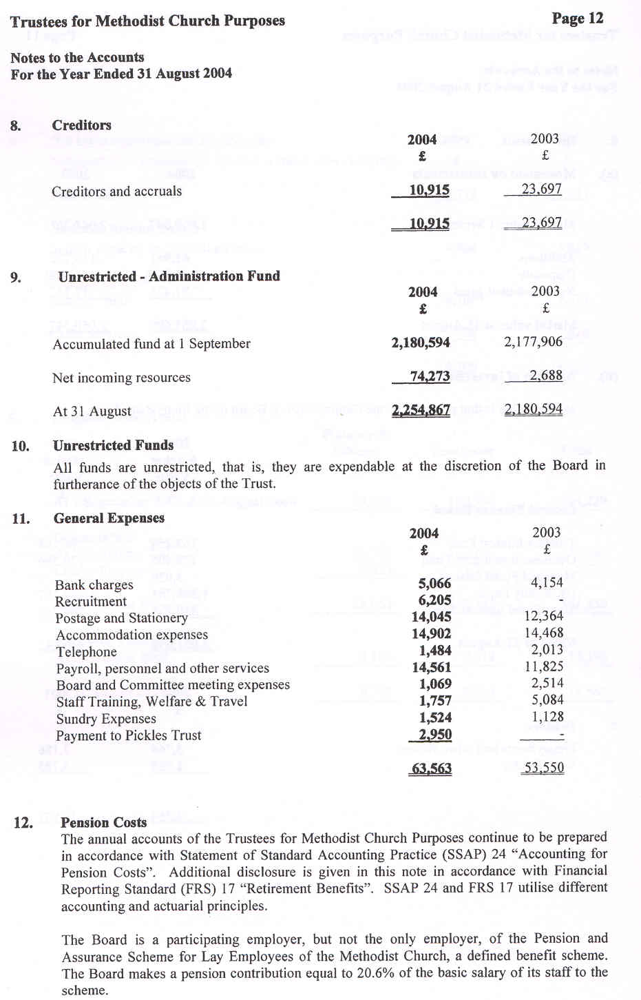 Trustees for Methodist Church Purposes Page 12
Notes to the Accounts
For the Year Ended 31 August 2004
8. Creditors
2004 2003
£ £
Creditors and accruals 10,915 23,697
10,915 23,697
9. Unrestricted - Administration Fund
2004 2003
£ £
Accumulated fund at 1 September 2,180,594 2,177,906
Net incoming resources 74,273 2,688
At 31 August 2,254,867 2,180,594
10. Unrestricted Funds
All funds are unrestricted, that is, they are expendable at the discretion of the Board in
furtherance of the objects of the Trust.
11. General Expenses
2004 2003
£ £
Bank charges 5,066 4,154
Recruitment 6,205 -
Postage and Stationery 14,045 12,364
Accommodation expenses 14,902 14,468
Telephone 1,484 2,013
Payroll, personnel and other services 14,561 11,825
Board and Committee meeting expenses 1,069 2,514
Staff Training, Welfare & Travel 1,757 5,084
Sundry Expenses 1,524 1,128
Payment to Pickles Trust 2,950 -
63,563 53,550
12. Pension Costs
The annual accounts of the Trustees for Methodist Church Purposes continue to be prepared
in accordance with Statement of Standard Accounting Practice (SSAP) 24 “Accounting for
Pension Costs”. Additional disclosure is given in this note in accordance with Financial
Reporting Standard (FRS) 17 “Retirement Benefits”. SSAP 24 and FRS 17 utilise different
accounting and actuarial principles.
The Board is a participating employer, but not the only employer, of the Pension and
Assurance Scheme for Lay Employees of the Methodist Church, a defined benefit scheme.
The Board makes a pension contribution equal to 20.6% of the basic salary of its staff to the
scheme.